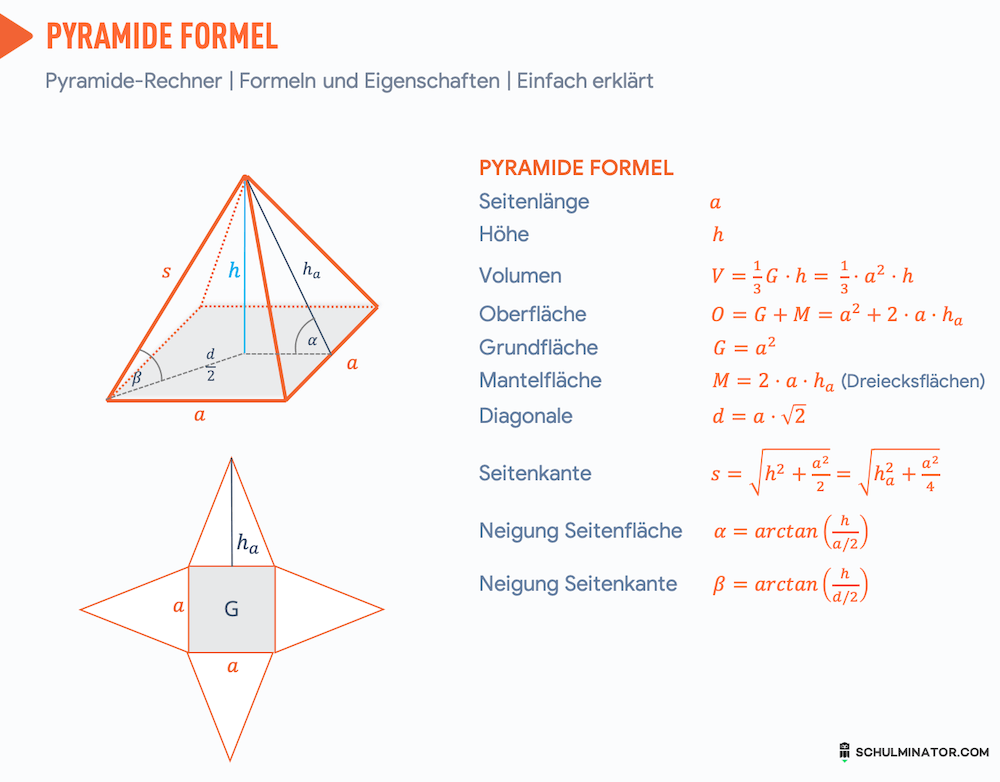 PYRAMIDE FORMEL
Pyramide-Rechner | Formeln und Eigenschaften | Einfach erklärt
s
h
h_a
α
β
d/2
a
a
h_a
a
G
a
PYRAMIDE FORMEL
Seitenlänge a
Höhe h
Volumen V = 1/3 G · h = 1/3 · a² · h
Oberfläche O = G + M = a² + 2 · a · h_a
Grundfläche G = a²
Mantelfläche M = 2 · a · h_a (Dreiecksflächen)
Diagonale d = a · √2
Seitenkante s = √(h² + a²/2) = √(h_a² + a²/4)
Neigung Seitenfläche α = arctan (h/(a/2))
Neigung Seitenkante β = arctan (h/(d/2))
SCHULMINATOR.COM